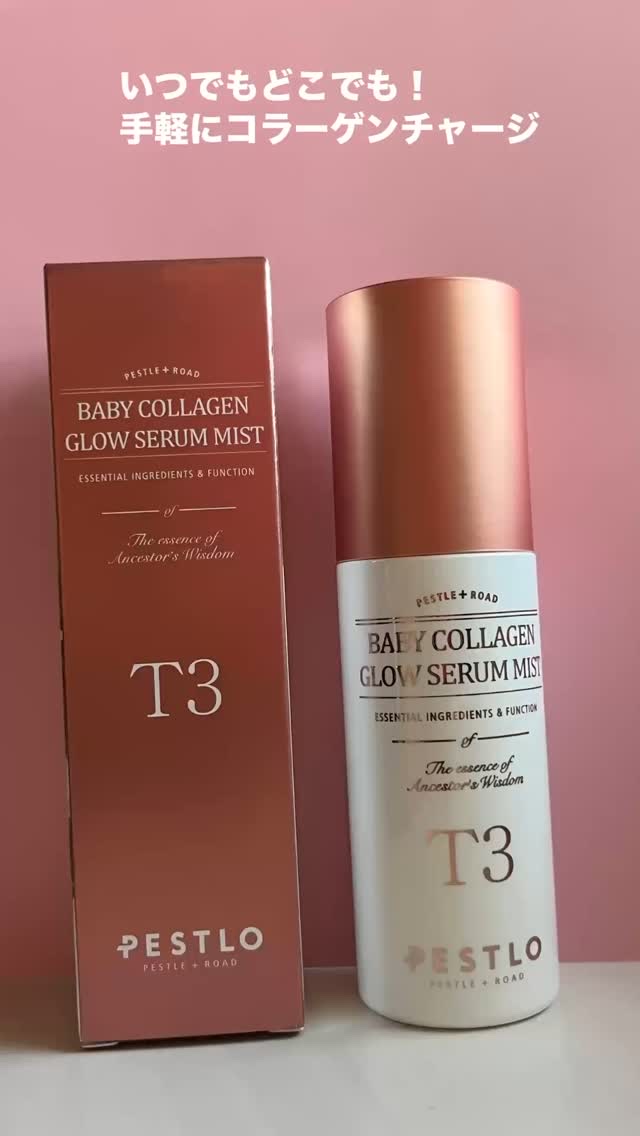 いつでもどこでも！
手軽にコラーゲンチャージ
PESTLE + ROAD
BABY COLLAGEN
GLOW SERUM MIST
ESSENTIAL INGREDIENTS & FUNCTION
of
The essence of
Ancestor's Wisdom
T3
PESTLO
PESTLE + ROAD
PESTLE + ROAD
BABY COLLAGEN
GLOW SERUM MIST
ESSENTIAL INGREDIENTS & FUNCTION
of
The essence of
Ancestor's Wisdom
T3
PESTLO
PESTLE + ROAD